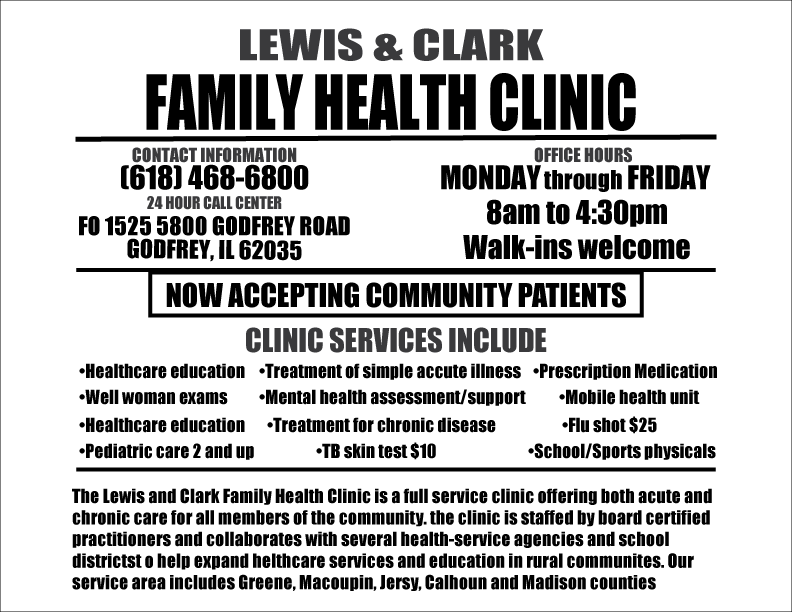 LEWIS & CLARK
FAMILY HEALTH CLINIC
CONTACT INFORMATION
(618) 468-6800
24 HOUR CALL CENTER
FO 1525 5800 GODFREY ROAD
GODFREY, IL 62035
OFFICE HOURS
MONDAY through FRIDAY
8am to 4:30pm
Walk-ins welcome
NOW ACCEPTING COMMUNITY PATIENTS
CLINIC SERVICES INCLUDE
•Healthcare education •Treatment of simple accute illness •Prescription Medication
•Well woman exams •Mental health assessment/support •Mobile health unit
•Healthcare education •Treatment for chronic disease •Flu shot $25
•Pediatric care 2 and up •TB skin test $10 •School/Sports physicals
The Lewis and Clark Family Health Clinic is a full service clinic offering both acute and
chronic care for all members of the community. the clinic is staffed by board certified
practitioners and collaborates with several health-service agencies and school
districtst o help expand helthcare services and education in rural communites. Our
service area includes Greene, Macoupin, Jersy, Calhoun and Madison counties